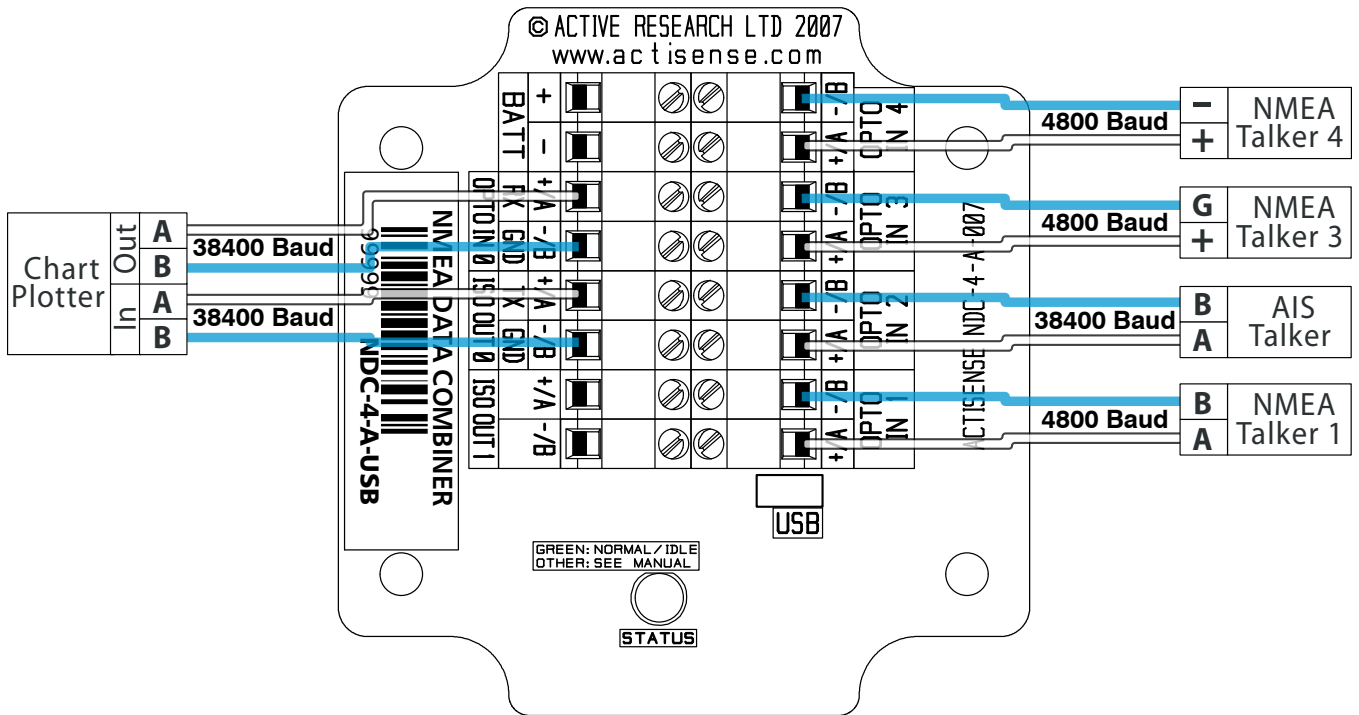 © ACTIVE RESEARCH LTD 2007
www.actisense.com
BATT
+
-
OPTO IN 0
RX
GND
A/+
-/B
ISO OUT 0
TX
GND
+/A
-/B
ISO OUT 1
+/A
-/B
-/B
+/A
OPTO
IN 4
-/B
+/A
OPTO
IN 3
-/B
+/A
OPTO
IN 2
-/B
+/A
OPTO
IN 1
ACTISENSE NDC-4-A-007
USB
NMEA DATA COMBINER
NDC-4-A-USB
GREEN: NORMAL/IDLE
OTHER: SEE MANUAL
STATUS
Chart
Plotter
Out
A
B
In
A
B
38400 Baud
38400 Baud
4800 Baud
-
+
NMEA
Talker 4
4800 Baud
G
+
NMEA
Talker 3
38400 Baud
B
A
AIS
Talker
4800 Baud
B
A
NMEA
Talker 1